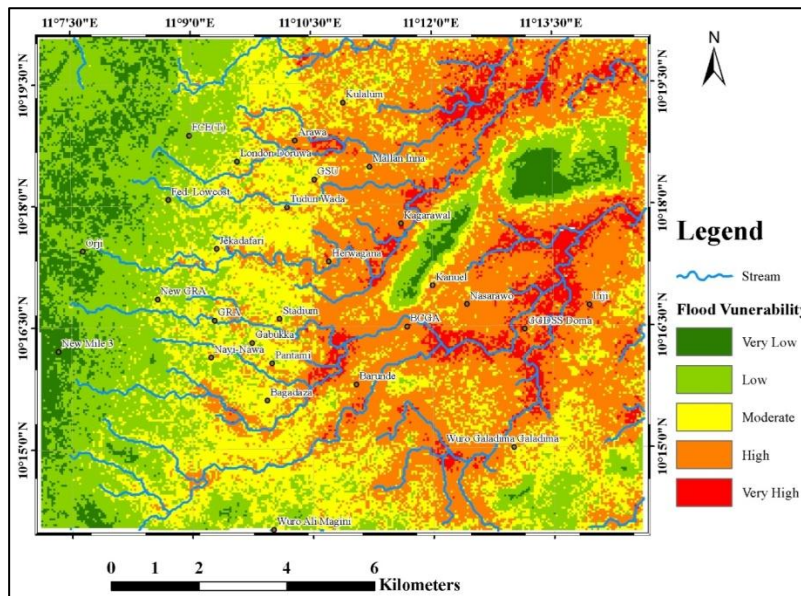 11°7'30"E
11°9'0"E
11°10'30"E
11°12'0"E
11°13'30"E
10°19'30"N
10°18'0"N
10°16'30"N
10°15'0"N
10°19'30"N
10°18'0"N
10°16'30"N
10°15'0"N
N
Kulalum
Arawa
London Doruwa
Mallan Inna
GSU
Fed. Lowcost
Tudun Wada
Kagarawal
Orji
Jekadafari
Herwagana
Kanuel
New GRA
Nasarawo
Liji
GRA
Stadium
GGDSS Doma
Gabukka
New Mile 3
Nayi-Nawa
Pantami
Barunde
Bagadaza
Wuro Galadima Galadima
Wuro Ali Magini
Legend
Stream
Flood Vunerability
Very Low
Low
Moderate
High
Very High
0 1 2 4 6
Kilometers